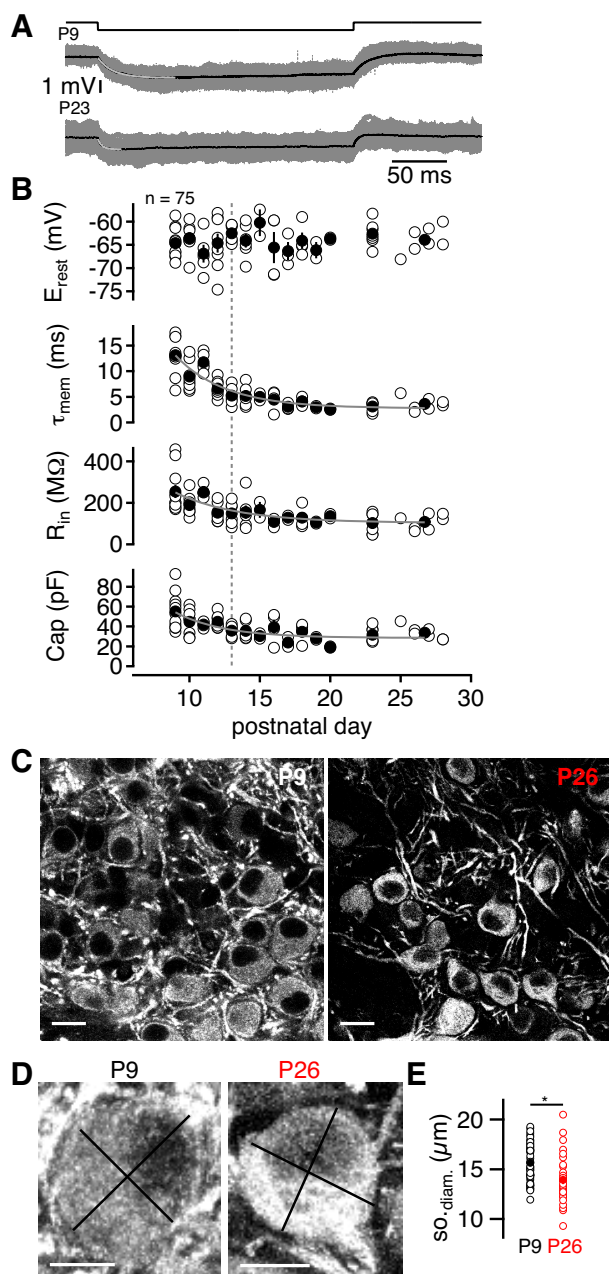 A
P9
1 mV
P23
50 ms
B
n = 75
E_rest (mV)
-60
-65
-70
-75
τ_mem (ms)
15
10
5
0
R_in (MΩ)
400
200
0
Cap (pF)
80
60
40
20
0
10 15 20 25 30
postnatal day
C
P9
P26
D
P9
P26
E
*
so._diam. (µm)
20
15
10
P9 P26